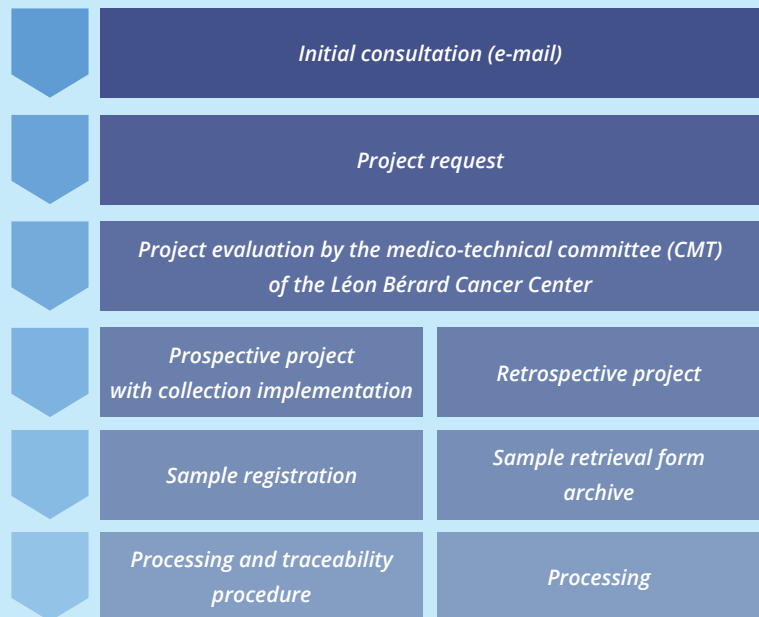 Initial consultation (e-mail)
Project request
Project evaluation by the medico-technical committee (CMT)
of the Léon Bérard Cancer Center
Prospective project
with collection implementation
Retrospective project
Sample registration
Sample retrieval form
archive
Processing and traceability
procedure
Processing